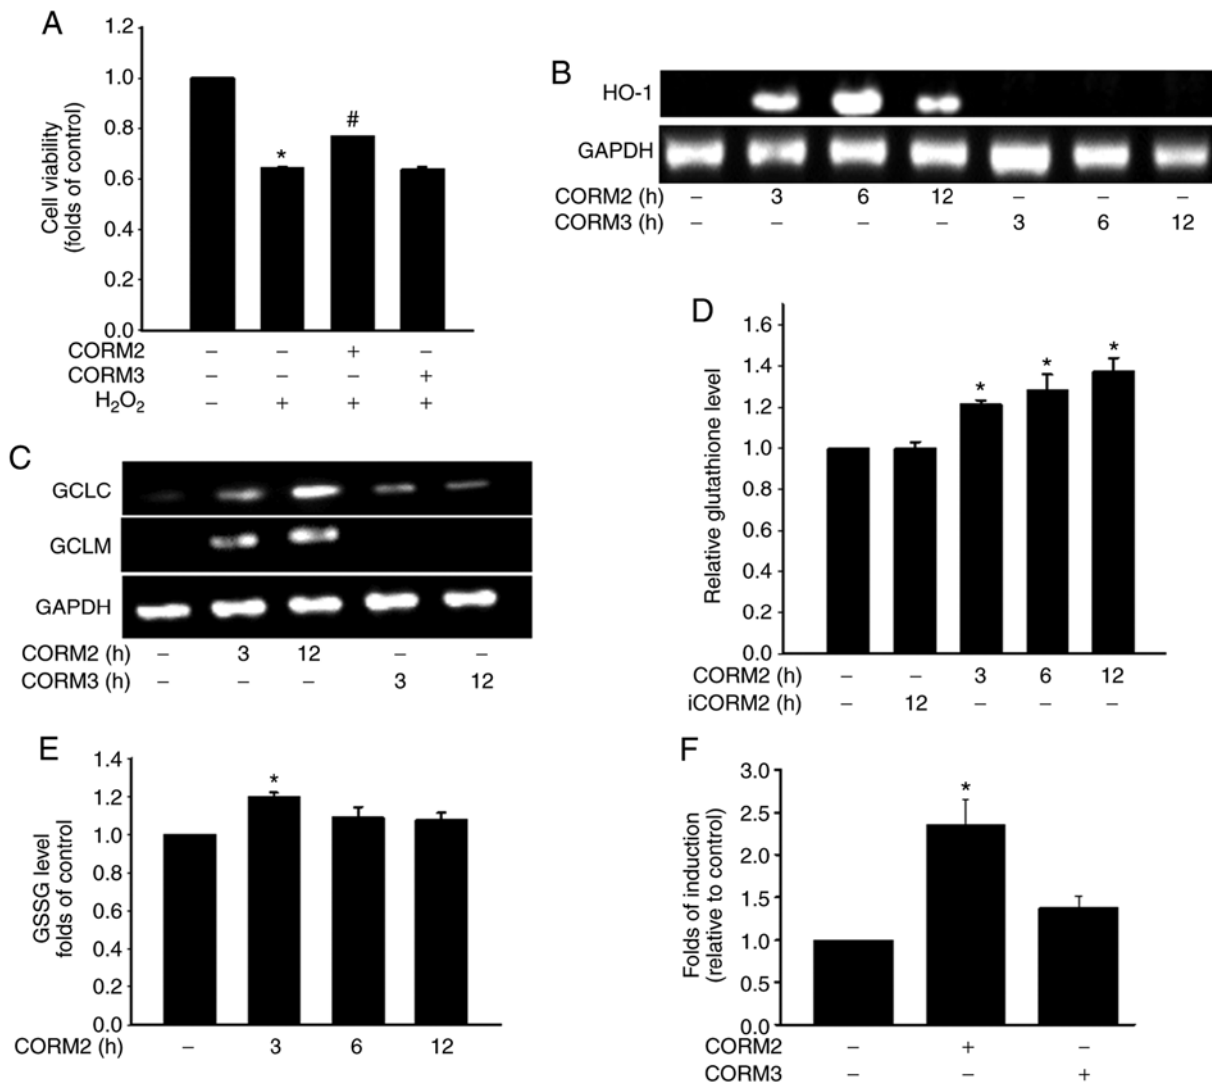 A
1.2
1.0
0.8
0.6
0.4
0.2
0.0
Cell viability
(folds of control)
*
#
CORM2 – – + –
CORM3 – – – +
H₂O₂ – + + +
B
HO-1
GAPDH
CORM2 (h) – 3 6 12 – – –
CORM3 (h) – – – – 3 6 12
C
GCLC
GCLM
GAPDH
CORM2 (h) – 3 12 – –
CORM3 (h) – – – 3 12
D
1.6
1.4
1.2
1.0
0.8
0.6
0.4
0.2
0.0
Relative glutathione level
* * *
CORM2 (h) – – 3 6 12
iCORM2 (h) – 12 – – –
E
1.4
1.2
1.0
0.8
0.6
0.4
0.2
0.0
GSSG level
folds of control
*
CORM2 (h) – 3 6 12
F
3.0
2.5
2.0
1.5
1.0
0.5
0.0
Folds of induction
(relative to control)
*
CORM2 – + –
CORM3 – – +